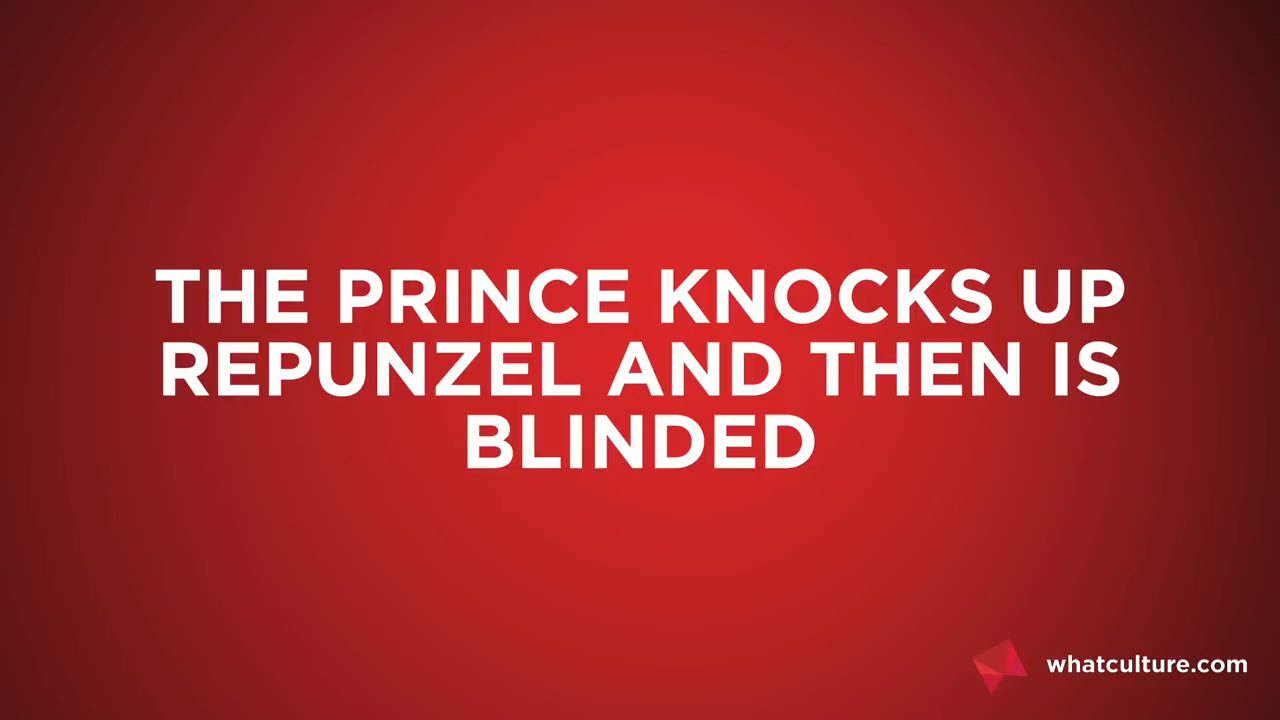 THE PRINCE KNOCKS UP
REPUNZEL AND THEN IS
BLINDED
whatculture.com